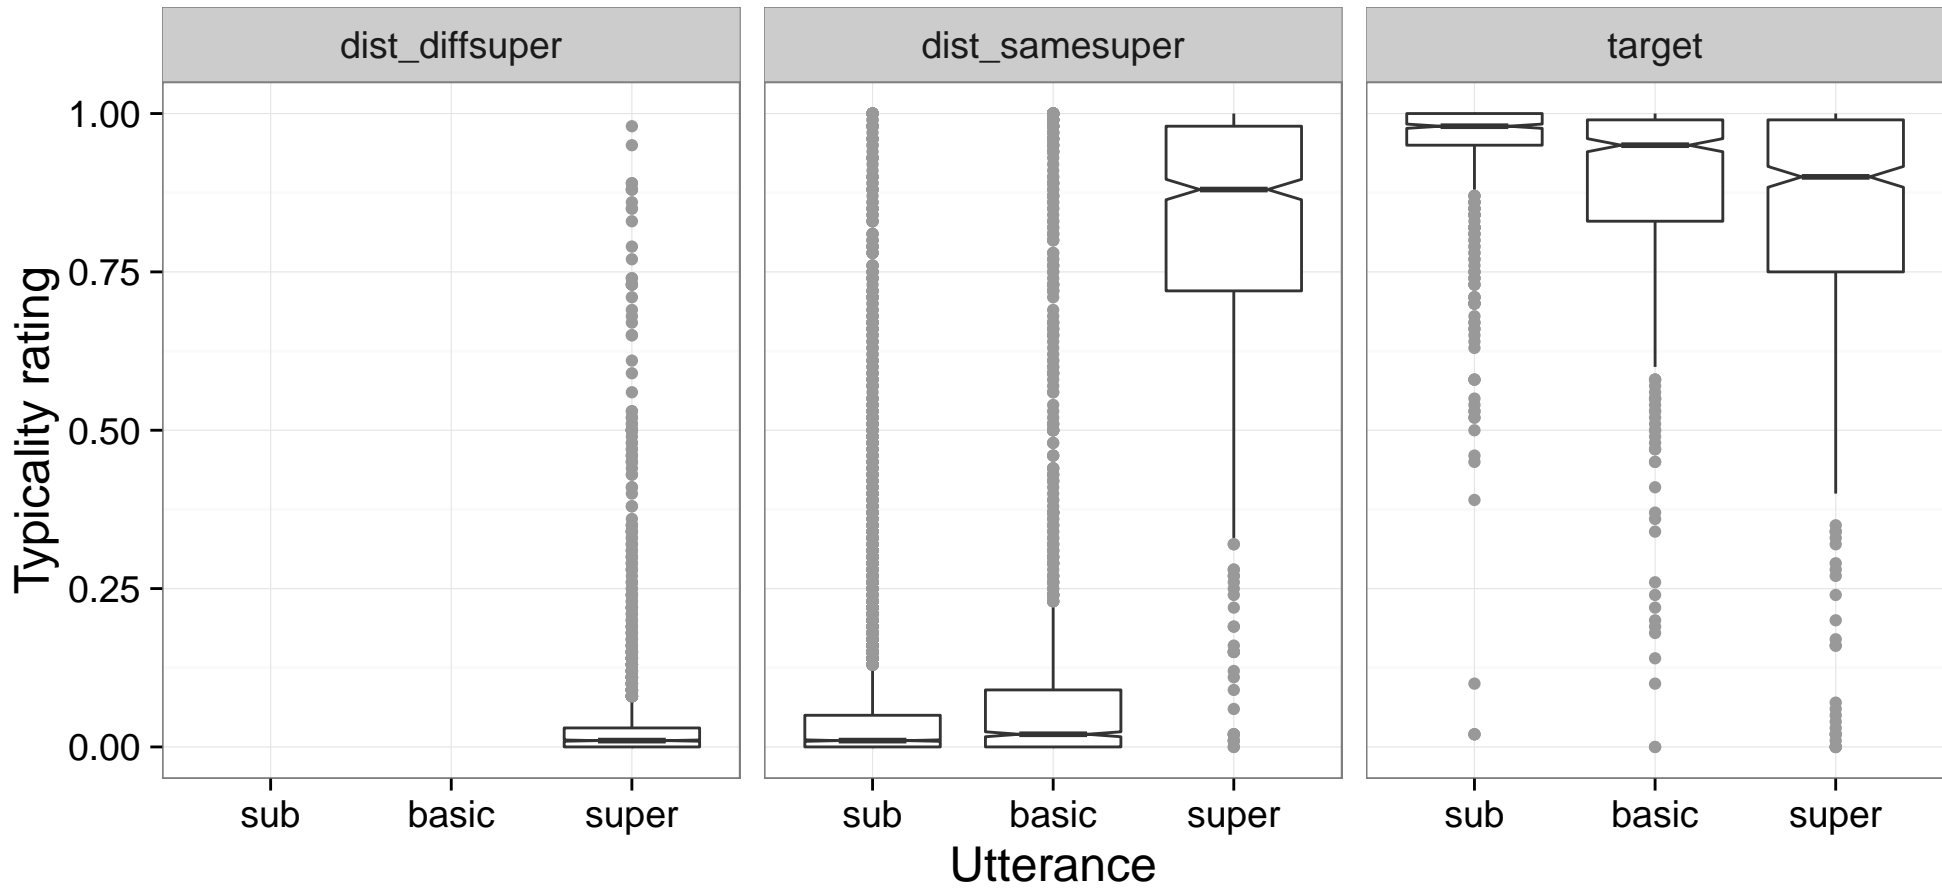 dist_diffsuper dist_samesuper target
Typicality rating
1.00
0.75
0.50
0.25
0.00
sub basic super sub basic super sub basic super
Utterance